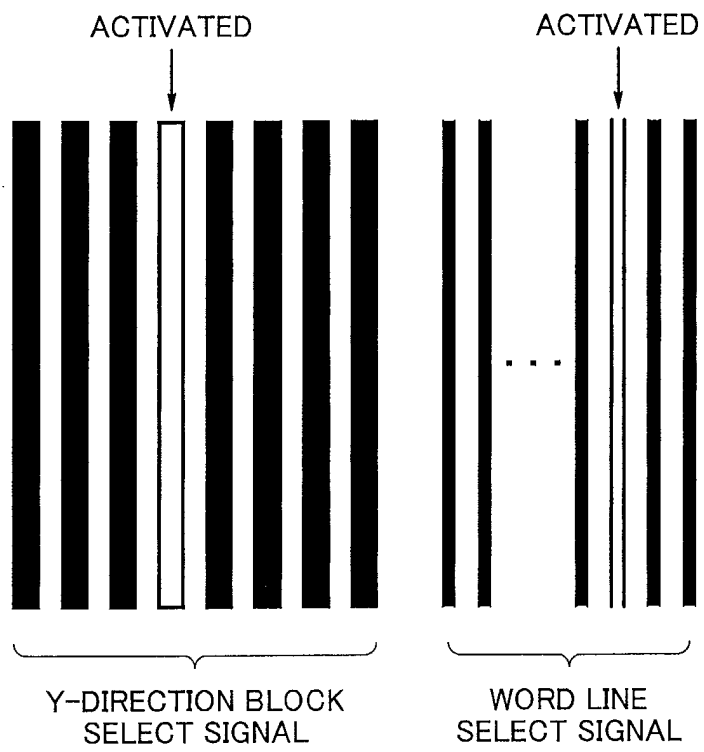 ACTIVATED
ACTIVATED
. . .
Y-DIRECTION BLOCK
SELECT SIGNAL
WORD LINE
SELECT SIGNAL